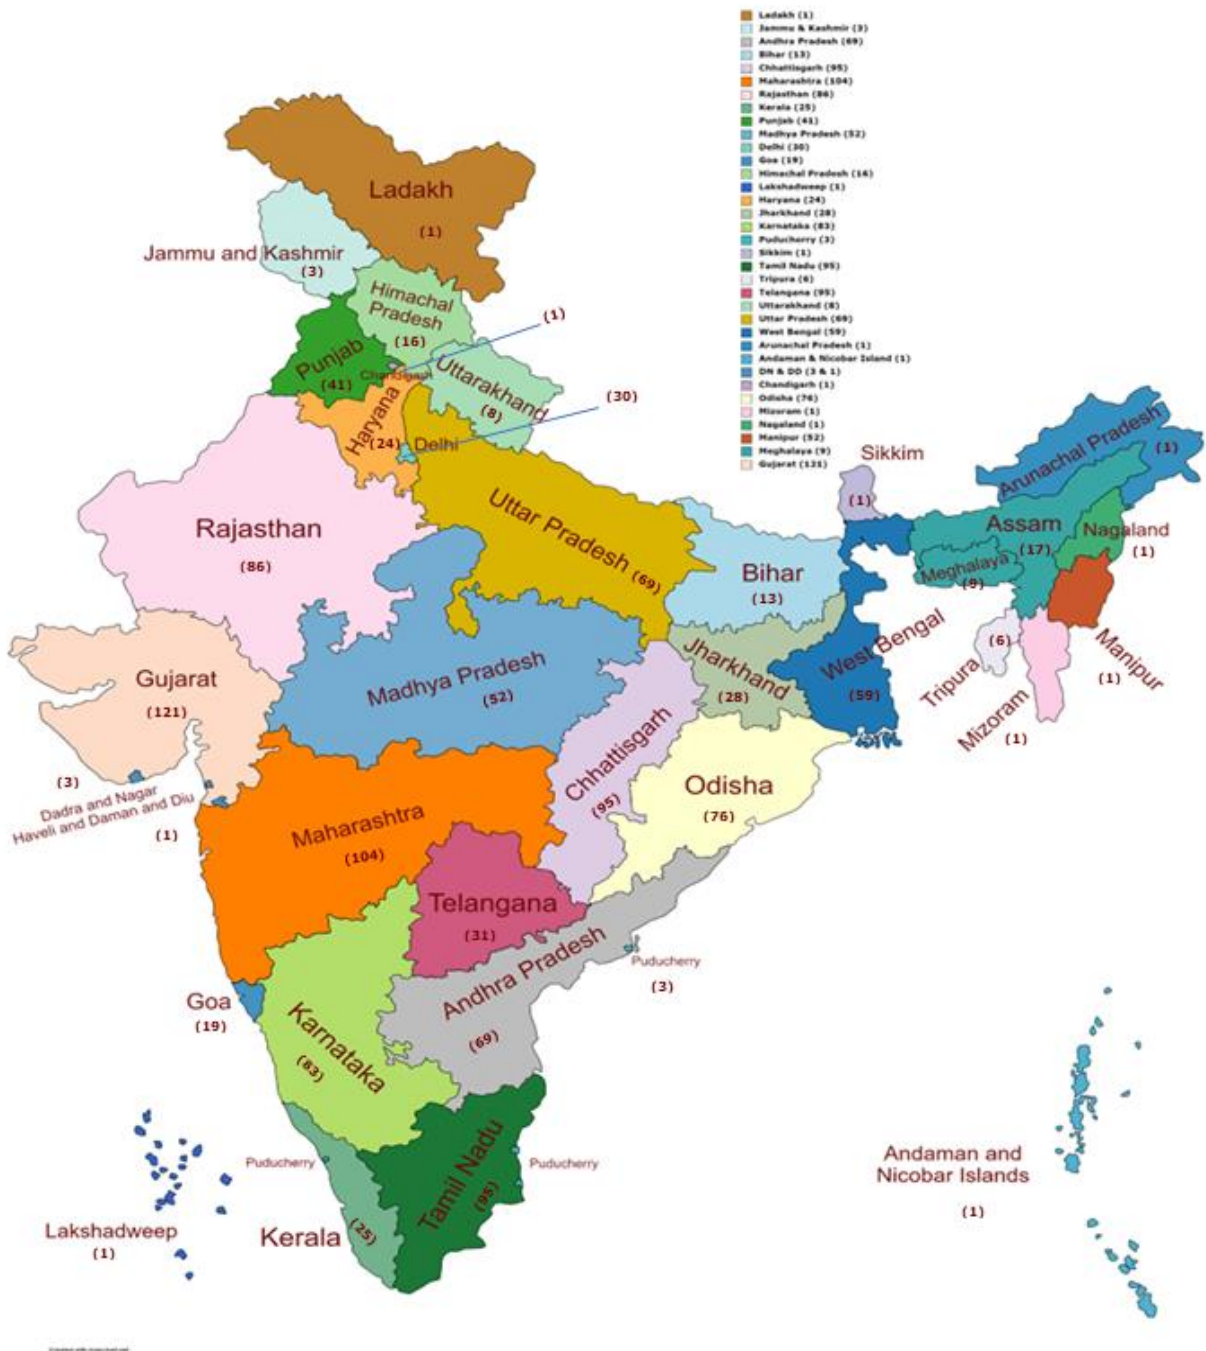 Ladakh (1)
Jammu & Kashmir (3)
Andhra Pradesh (69)
Bihar (13)
Chhattisgarh (95)
Maharashtra (104)
Rajasthan (86)
Kerala (25)
Punjab (41)
Madhya Pradesh (52)
Delhi (30)
Goa (19)
Himachal Pradesh (16)
Lakshadweep (1)
Haryana (24)
Jharkhand (28)
Karnataka (83)
Puducherry (3)
Sikkim (1)
Tamil Nadu (95)
Tripura (6)
Telangana (95)
Uttarakhand (8)
Uttar Pradesh (69)
West Bengal (59)
Arunachal Pradesh (1)
Andaman & Nicobar Island (1)
DN & DD (3 & 1)
Chandigarh (1)
Odisha (76)
Mizoram (1)
Nagaland (1)
Manipur (52)
Meghalaya (9)
Gujarat (121)
Ladakh
(1)
Jammu and Kashmir
(3)
Himachal
Pradesh
(16)
(1)
Punjab
(41)
Chandigarh
Uttarakhand
(8)
(30)
Haryana
(24)
Delhi
Rajasthan
(86)
Uttar Pradesh
(69)
Sikkim
(1)
Arunachal Pradesh
(1)
Assam
(17)
Nagaland
(1)
Meghalaya
(9)
Bihar
(13)
Manipur
(1)
Tripura
(6)
Mizoram
(1)
West Bengal
(59)
Jharkhand
(28)
Gujarat
(121)
Madhya Pradesh
(52)
Chhattisgarh
(95)
Odisha
(76)
(3)
Dadra and Nagar
Haveli and Daman and Diu
(1)
Maharashtra
(104)
Telangana
(31)
Andhra Pradesh
(69)
Puducherry
(3)
Goa
(19)
Karnataka
(83)
Puducherry
Tamil Nadu
(95)
Puducherry
Kerala
(25)
Lakshadweep
(1)
Andaman and
Nicobar Islands
(1)